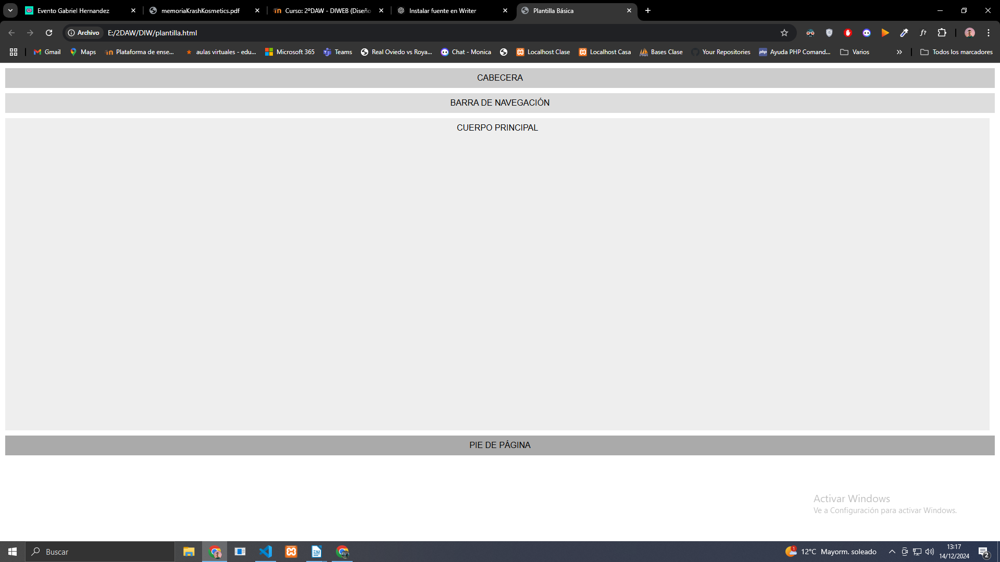 Evento Gabriel Hernandez
memoriaKrashKosmetics.pdf
Curso: 2ºDAW - DIWEB (Diseño
Instalar fuente en Writer
Plantilla Básica
Archivo
E:/2DAW/DIW/plantilla.html
Gmail
Maps
Plataforma de ense...
aulas virtuales - edu...
Microsoft 365
Teams
Real Oviedo vs Roya...
Chat - Monica
Localhost Clase
Localhost Casa
Bases Clase
Your Repositories
php
Ayuda PHP Comand...
Varios
Todos los marcadores
CABECERA
BARRA DE NAVEGACIÓN
CUERPO PRINCIPAL
PIE DE PÁGINA
Activar Windows
Ve a Configuración para activar Windows.
Buscar
1
12°C Mayorm. soleado
13:17
14/12/2024
2